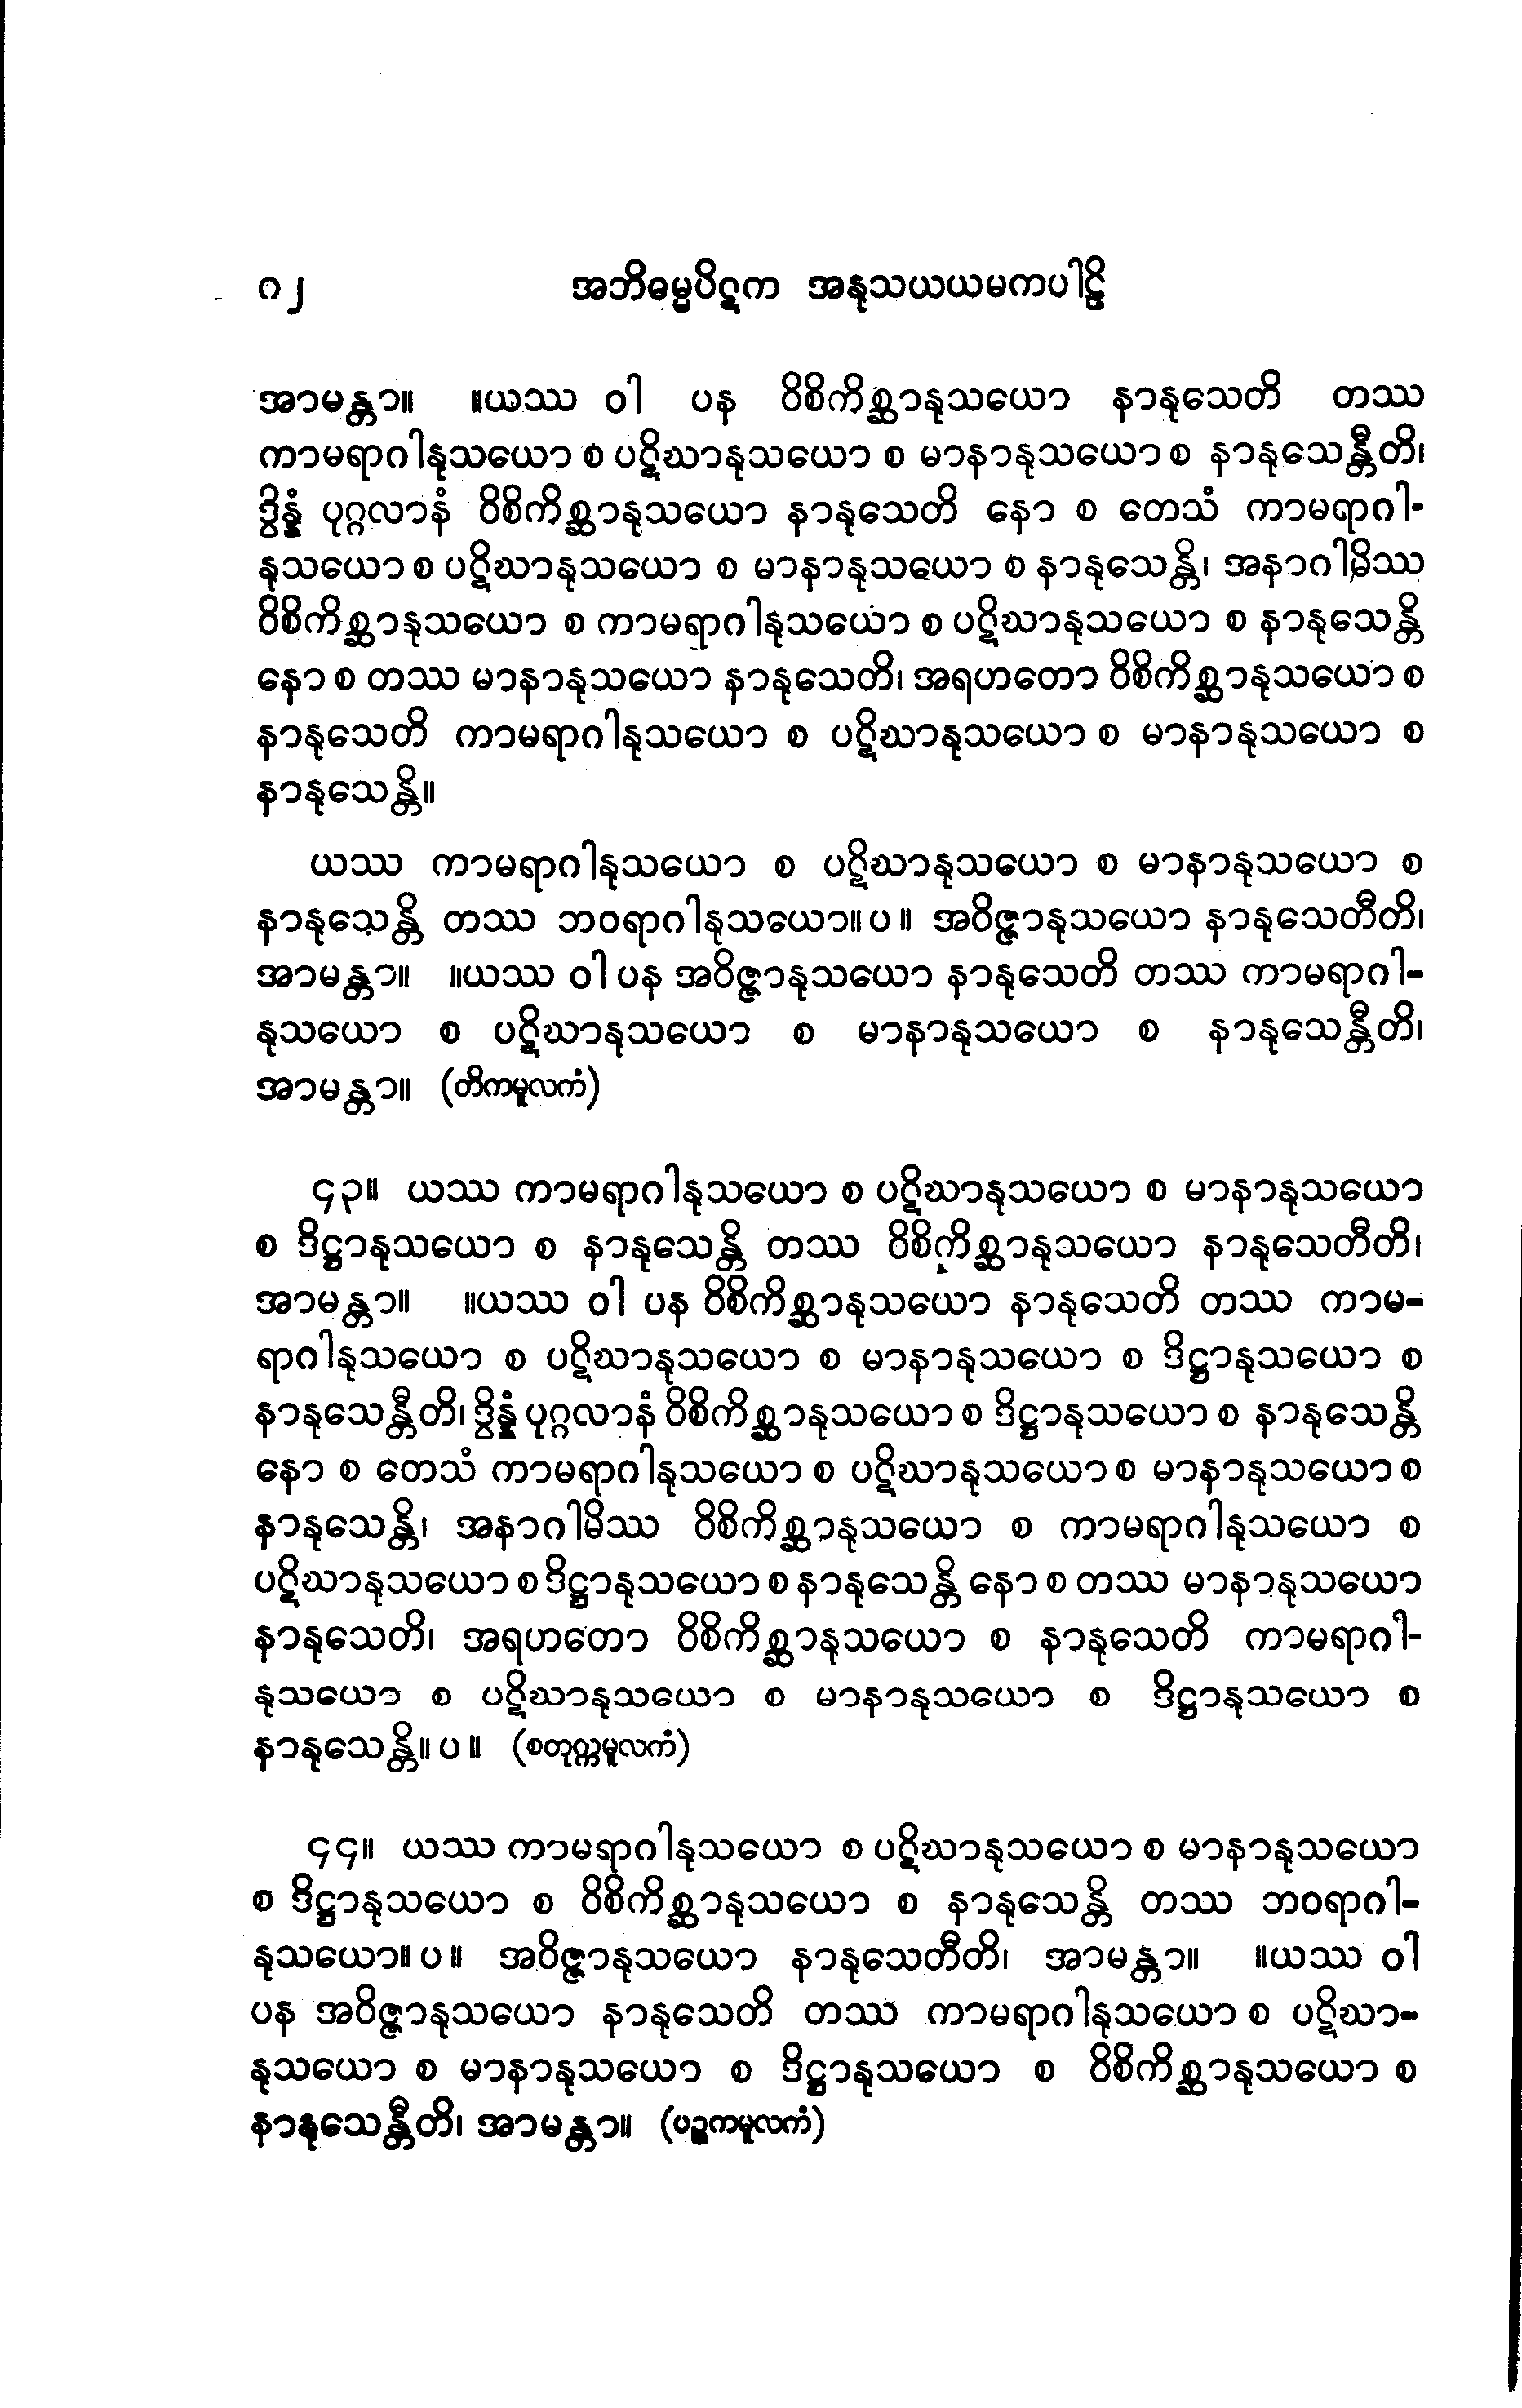 ၈၂ အဘိဓမ္မပိဋက အနုသယယမကပါဠိ
အာမန္တာ။ ။ယဿ ဝါ ပန ဝိစိကိစ္ဆာနုသယော နာနုသေတိ တဿ
ကာမရာဂါနုသယော စ ပဋိဃာနုသယော စ မာနာနုသယော စ နာနုသေန္တီတိ၊
ဒွိန္နံ ပုဂ္ဂလာနံ ဝိစိကိစ္ဆာနုသယော နာနုသေတိ နော စ တေသံ ကာမရာဂါ-
နုသယော စ ပဋိဃာနုသယော စ မာနာနုသယော စ နာနုသေန္တိ၊ အနာဂါမိဿ
ဝိစိကိစ္ဆာနုသယော စ ကာမရာဂါနုသယော စ ပဋိဃာနုသယော စ နာနုသေန္တိ
နော စ တဿ မာနာနုသယော နာနုသေတိ၊ အရဟတော ဝိစိကိစ္ဆာနုသယော စ
နာနုသေတိ ကာမရာဂါနုသယော စ ပဋိဃာနုသယော စ မာနာနုသယော စ
နာနုသေန္တိ။
ယဿ ကာမရာဂါနုသယော စ ပဋိဃာနုသယော စ မာနာနုသယော စ
နာနုသေန္တိ တဿ ဘဝရာဂါနုသယော။ပ။ အဝိဇ္ဇာနုသယော နာနုသေတီတိ၊
အာမန္တာ။ ။ယဿ ဝါ ပန အဝိဇ္ဇာနုသယော နာနုသေတိ တဿ ကာမရာဂါ-
နုသယော စ ပဋိဃာနုသယော စ မာနာနုသယော စ နာနုသေန္တီတိ၊
အာမန္တာ။ (တိကမူလကံ)
၄၃။ ယဿ ကာမရာဂါနုသယော စ ပဋိဃာနုသယော စ မာနာနုသယော
စ ဒိဋ္ဌာနုသယော စ နာနုသေန္တိ တဿ ဝိစိကိစ္ဆာနုသယော နာနုသေတီတိ၊
အာမန္တာ။ ။ယဿ ဝါ ပန ဝိစိကိစ္ဆာနုသယော နာနုသေတိ တဿ ကာမ-
ရာဂါနုသယော စ ပဋိဃာနုသယော စ မာနာနုသယော စ ဒိဋ္ဌာနုသယော စ
နာနုသေန္တီတိ၊ ဒွိန္နံ ပုဂ္ဂလာနံ ဝိစိကိစ္ဆာနုသယော စ ဒိဋ္ဌာနုသယော စ နာနုသေန္တိ
နော စ တေသံ ကာမရာဂါနုသယော စ ပဋိဃာနုသယော စ မာနာနုသယော စ
နာနုသေန္တိ၊ အနာဂါမိဿ ဝိစိကိစ္ဆာနုသယော စ ကာမရာဂါနုသယော စ
ပဋိဃာနုသယော စ ဒိဋ္ဌာနုသယော စ နာနုသေန္တိ နော စ တဿ မာနာနုသယော
နာနုသေတိ၊ အရဟတော ဝိစိကိစ္ဆာနုသယော စ နာနုသေတိ ကာမရာဂါ-
နုသယော စ ပဋိဃာနုသယော စ မာနာနုသယော စ ဒိဋ္ဌာနုသယော စ
နာနုသေန္တိ။ပ။ (စတုက္ကမူလကံ)
၄၄။ ယဿ ကာမရာဂါနုသယော စ ပဋိဃာနုသယော စ မာနာနုသယော
စ ဒိဋ္ဌာနုသယော စ ဝိစိကိစ္ဆာနုသယော စ နာနုသေန္တိ တဿ ဘဝရာဂါ-
နုသယော။ပ။ အဝိဇ္ဇာနုသယော နာနုသေတီတိ၊ အာမန္တာ။ ။ယဿ ဝါ
ပန အဝိဇ္ဇာနုသယော နာနုသေတိ တဿ ကာမရာဂါနုသယော စ ပဋိဃာ-
နုသယော စ မာနာနုသယော စ ဒိဋ္ဌာနုသယော စ ဝိစိကိစ္ဆာနုသယော စ
နာနုသေန္တီတိ၊ အာမန္တာ။ (ပဉ္စကမူလကံ)